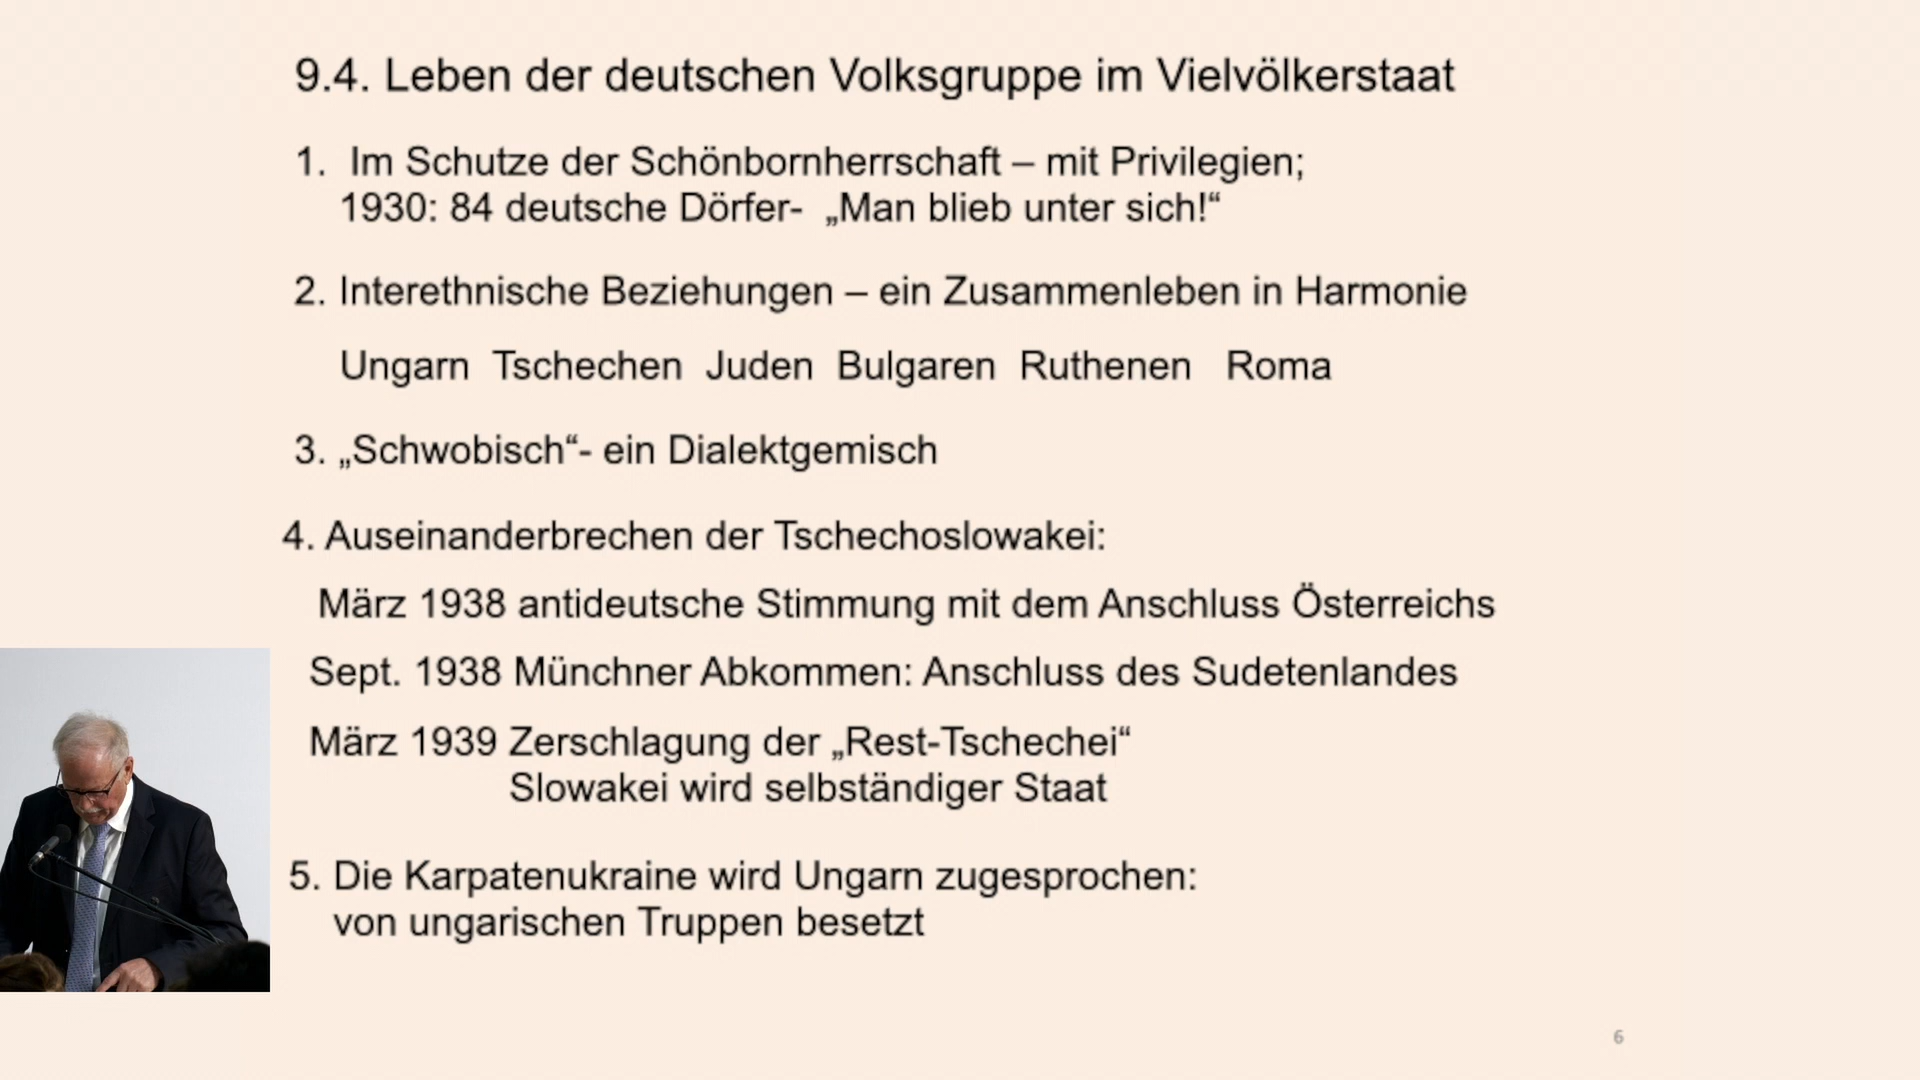 9.4. Leben der deutschen Volksgruppe im Vielvölkerstaat
1. Im Schutze der Schönbornherrschaft – mit Privilegien;
1930: 84 deutsche Dörfer- „Man blieb unter sich!“
2. Interethnische Beziehungen – ein Zusammenleben in Harmonie
Ungarn Tschechen Juden Bulgaren Ruthenen Roma
3. „Schwobisch“- ein Dialektgemisch
4. Auseinanderbrechen der Tschechoslowakei:
März 1938 antideutsche Stimmung mit dem Anschluss Österreichs
Sept. 1938 Münchner Abkommen: Anschluss des Sudetenlandes
März 1939 Zerschlagung der „Rest-Tschechei“
Slowakei wird selbständiger Staat
5. Die Karpatenukraine wird Ungarn zugesprochen:
von ungarischen Truppen besetzt
6